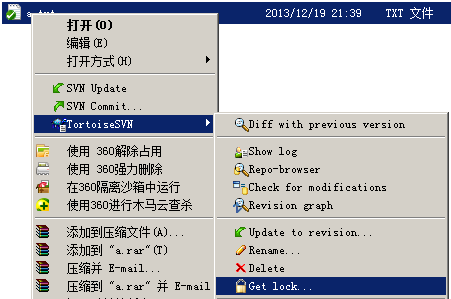 a.txt 2013/12/19 21:39 TXT 文件
打开(O)
编辑(E)
打开方式(H)
SVN Update
SVN Commit...
TortoiseSVN
使用 360解除占用
使用 360强力删除
在360隔离沙箱中运行
使用360进行木马云查杀
添加到压缩文件(A)...
添加到 "a.rar"(T)
压缩并 E-mail...
压缩到 "a.rar" 并 E-mail
Diff with previous version
Show log
Repo-browser
Check for modifications
Revision graph
Update to revision...
Rename...
Delete
Get lock...